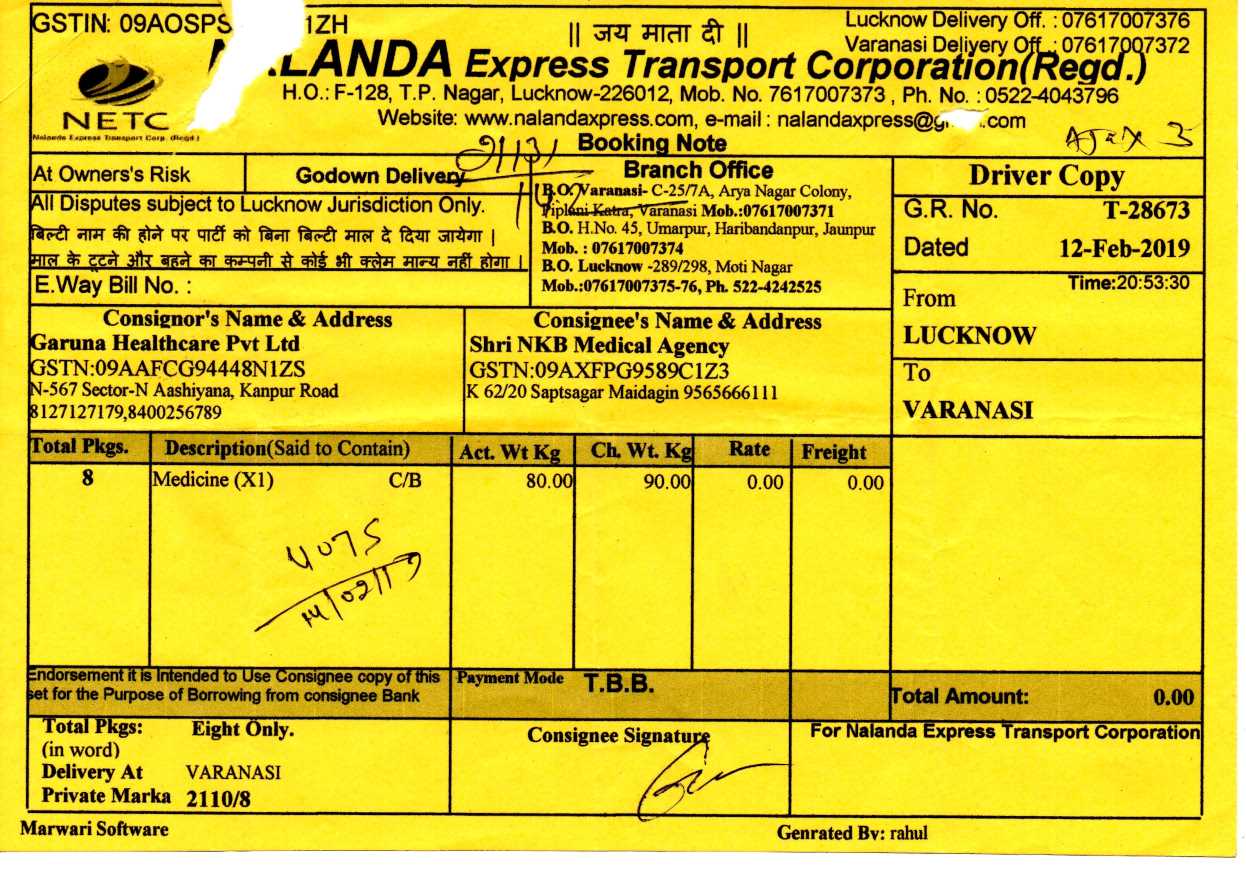 GSTIN: 09AOSPS 1ZH
|| जय माता दी ||
Lucknow Delivery Off. : 07617007376
Varanasi Delivery Off. : 07617007372
NALANDA Express Transport Corporation(Regd.)
NETC
Nalanda Express Transport Corp. (Regd.)
H.O.: F-128, T.P. Nagar, Lucknow-226012, Mob. No. 7617007373 , Ph. No. : 0522-4043796
Website: www.nalandaxpress.com, e-mail : nalandaxpress@g .com
Booking Note
At Owners's Risk
Godown Delivery
All Disputes subject to Lucknow Jurisdiction Only.
बिल्टी नाम की होने पर पार्टी को बिना बिल्टी माल दे दिया जायेगा |
माल के टूटने और बहने का कम्पनी से कोई भी क्लेम मान्य नहीं होगा |
E.Way Bill No. :
Branch Office
B.O. Varanasi- C-25/7A, Arya Nagar Colony,
Piplani Katra, Varanasi Mob.:07617007371
B.O. H.No. 45, Umarpur, Haribandanpur, Jaunpur
Mob. : 07617007374
B.O. Lucknow -289/298, Moti Nagar
Mob.:07617007375-76, Ph. 522-4242525
Driver Copy
G.R. No. T-28673
Dated 12-Feb-2019
Time:20:53:30
From
LUCKNOW
To
VARANASI
Consignor's Name & Address
Garuna Healthcare Pvt Ltd
GSTN:09AAFCG94448N1ZS
N-567 Sector-N Aashiyana, Kanpur Road
8127127179,8400256789
Consignee's Name & Address
Shri NKB Medical Agency
GSTN:09AXFPG9589C1Z3
K 62/20 Saptsagar Maidagin 9565666111
Total Pkgs. Description(Said to Contain) Act. Wt Kg Ch. Wt. Kg Rate Freight
8 Medicine (X1) C/B 80.00 90.00 0.00 0.00
4075
14/02/19
Endorsement it is Intended to Use Consignee copy of this
set for the Purpose of Borrowing from consignee Bank
Payment Mode T.B.B.
Total Amount: 0.00
Total Pkgs: Eight Only.
(in word)
Delivery At VARANASI
Private Marka 2110/8
Consignee Signature
For Nalanda Express Transport Corporation
Marwari Software
Genrated By: rahul